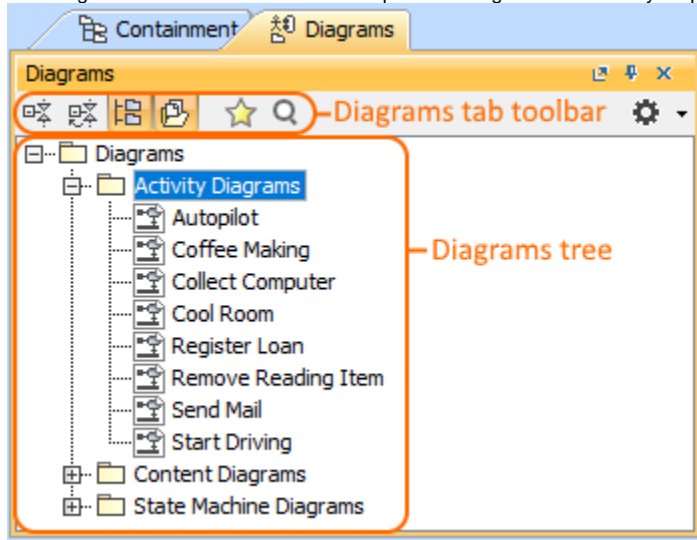 Containment Diagrams
Diagrams
Diagrams tab toolbar
Diagrams
Activity Diagrams
Autopilot
Coffee Making
Diagrams tree
Collect Computer
Cool Room
Register Loan
Remove Reading Item
Send Mail
Start Driving
Content Diagrams
State Machine Diagrams